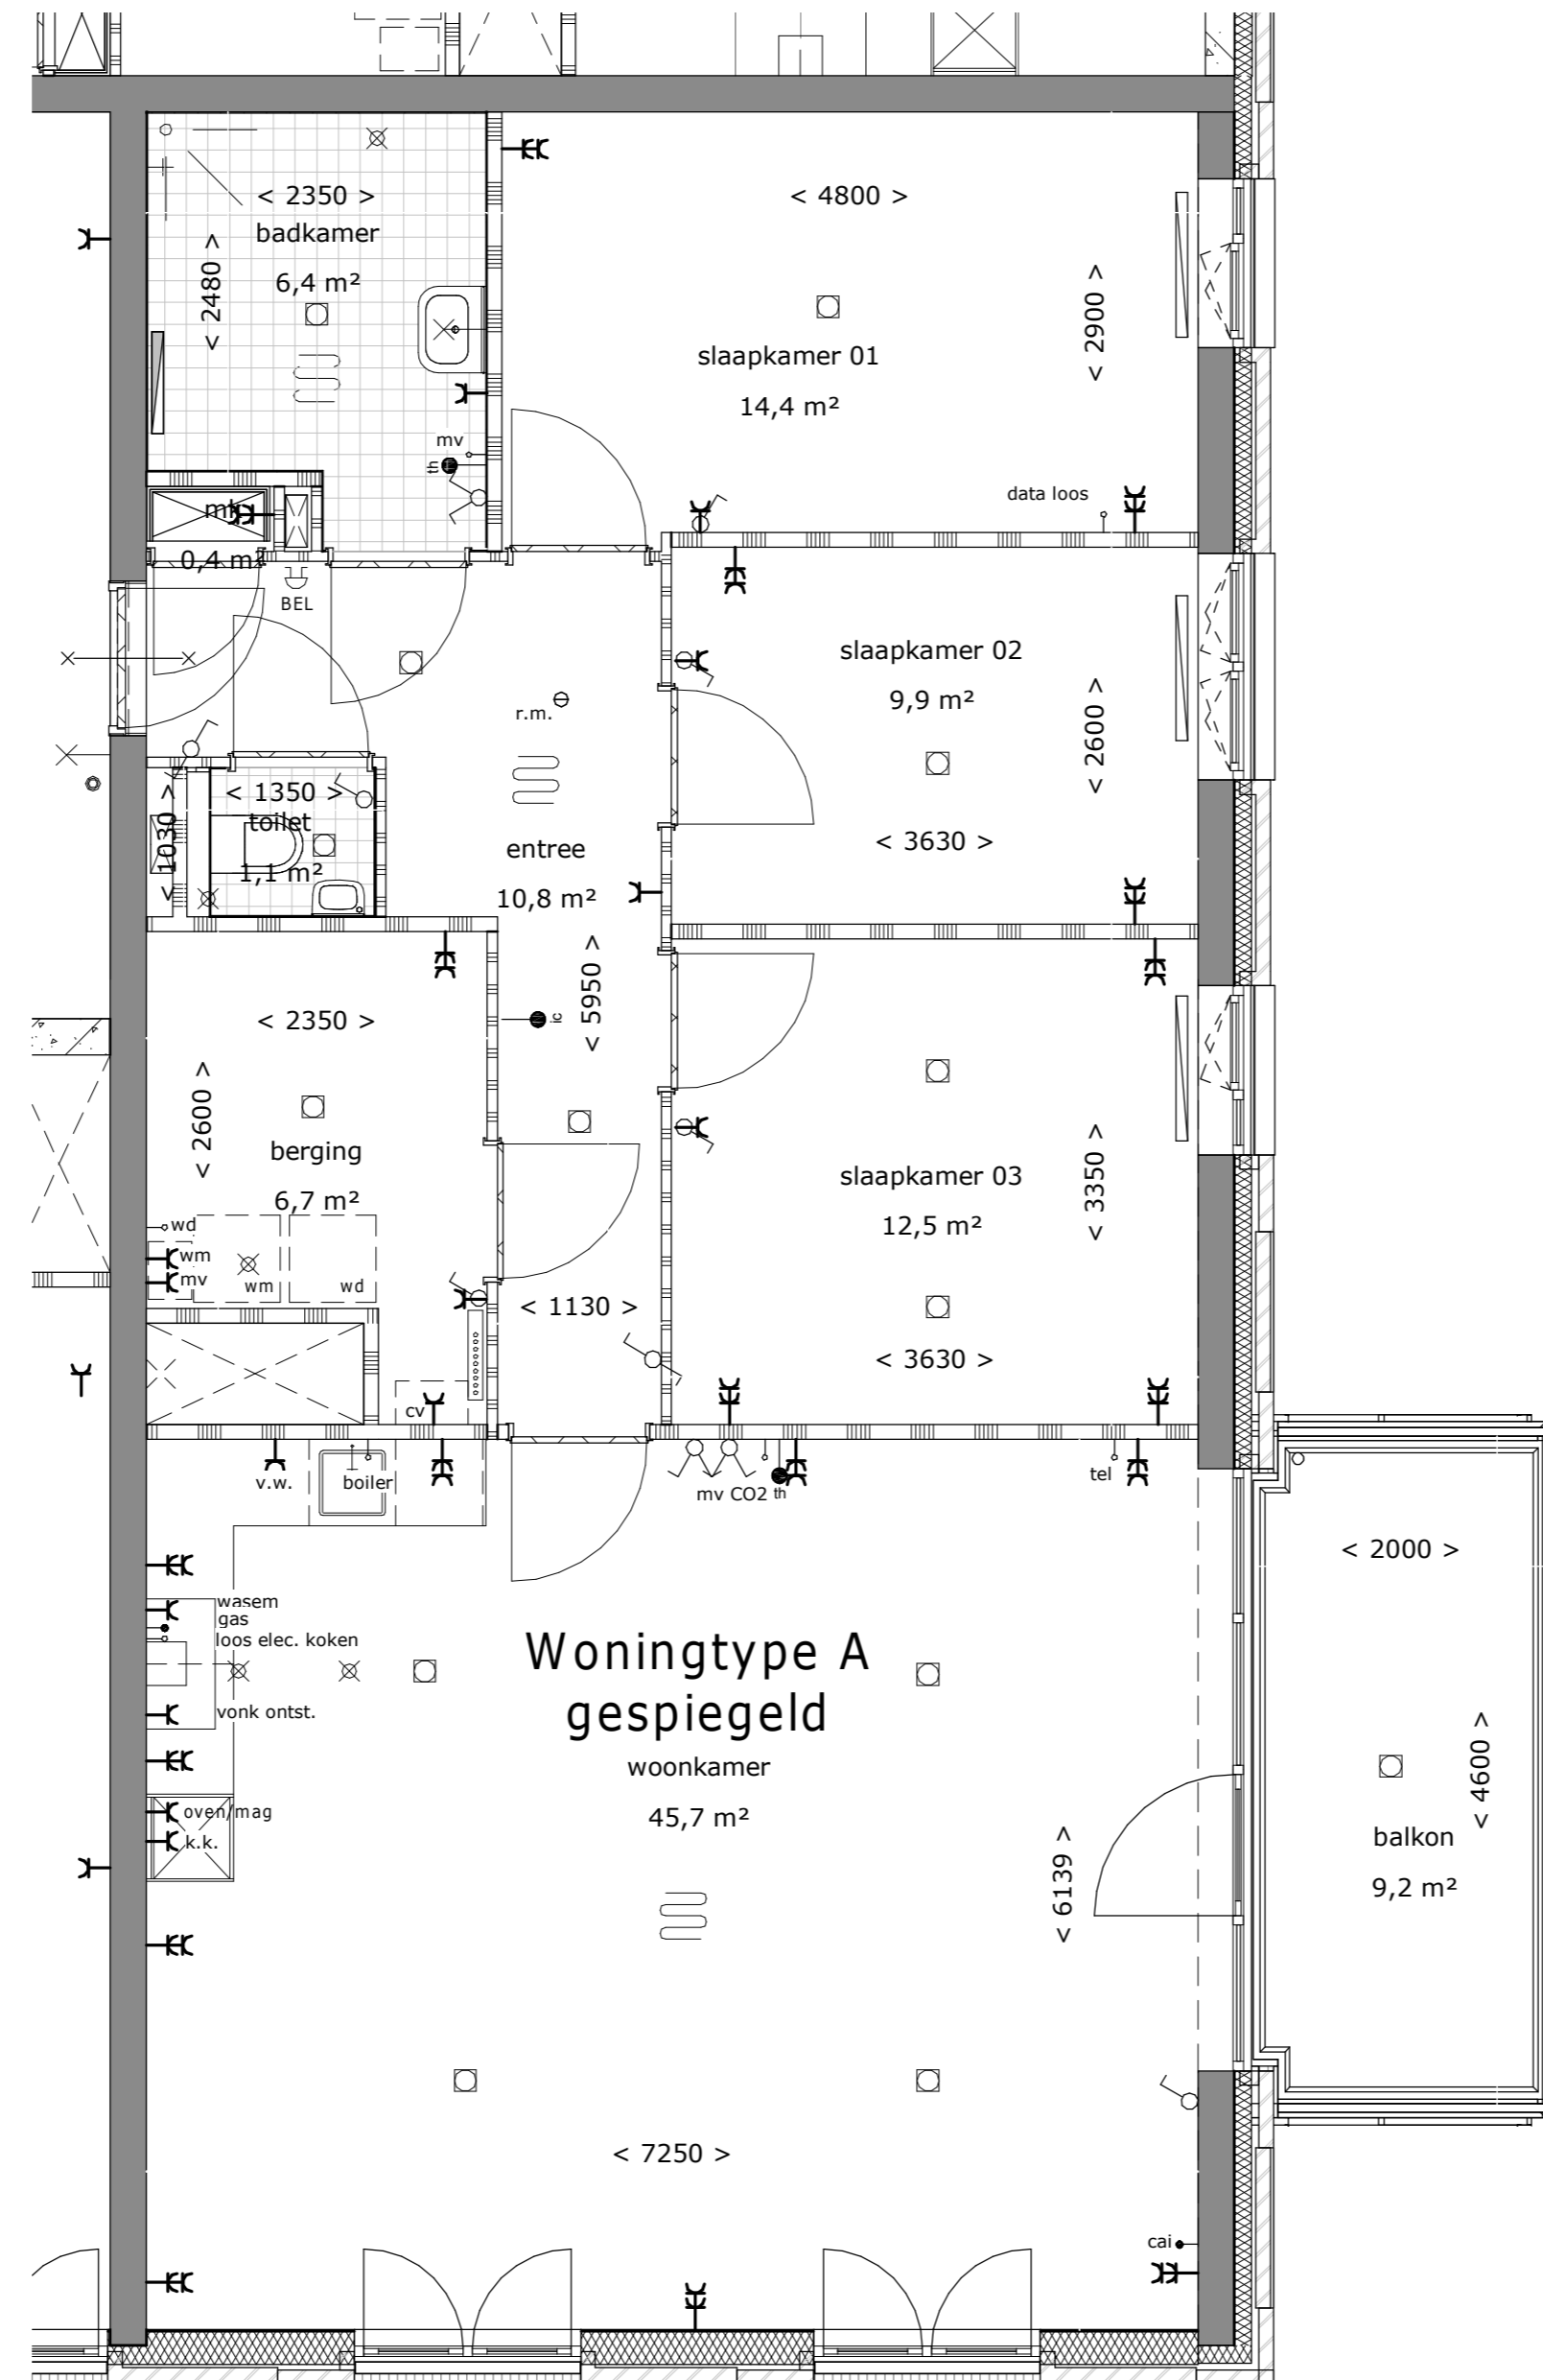 < 2350 >
badkamer
6,4 m²
< 2480 >
mv
th
< 4800 >
< 2900 >
slaapkamer 01
14,4 m²
data loos
mk
0,4 m²
BEL
r.m.
slaapkamer 02
9,9 m²
< 2600 >
< 3630 >
< 1350 >
toilet
1,1 m²
< 1030 >
entree
10,8 m²
< 5950 >
ic
< 2350 >
< 2600 >
berging
6,7 m²
wd
wm
mv
wm
wd
cv
< 1130 >
slaapkamer 03
12,5 m²
< 3350 >
< 3630 >
v.w.
boiler
mv CO2 th
tel
wasem
gas
loos elec. koken
vonk ontst.
oven/mag
k.k.
Woningtype A
gespiegeld
woonkamer
45,7 m²
< 6139 >
< 7250 >
cai
< 2000 >
< 4600 >
balkon
9,2 m²